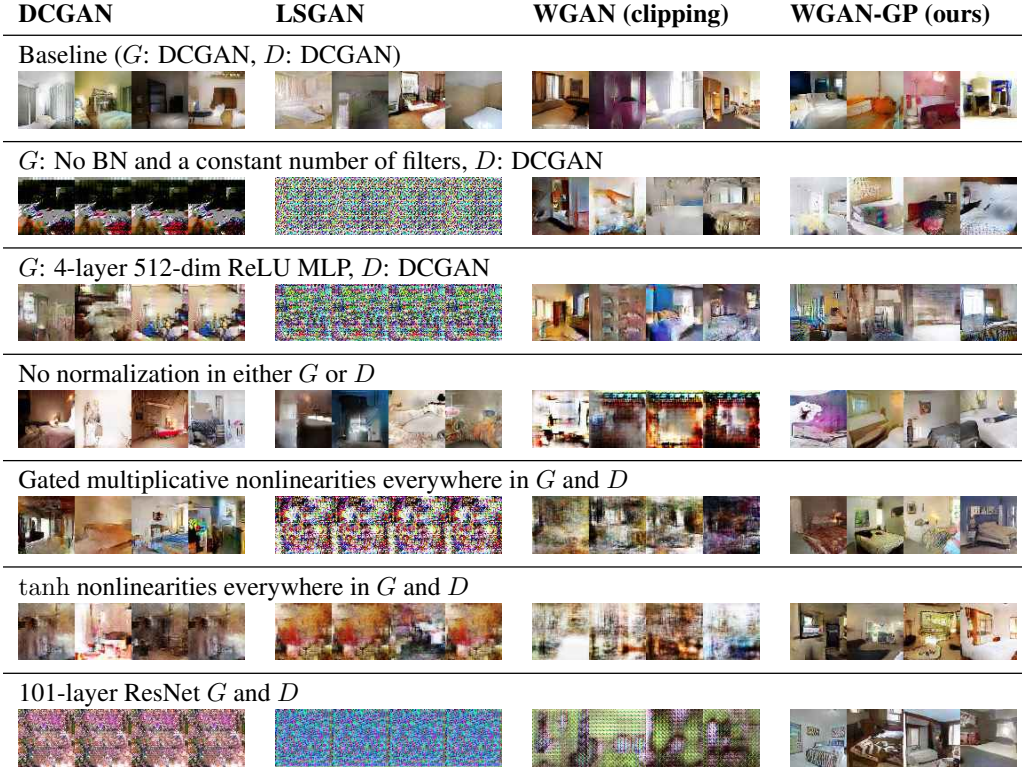 DCGAN LSGAN WGAN (clipping) WGAN-GP (ours)
Baseline (G: DCGAN, D: DCGAN)
G: No BN and a constant number of filters, D: DCGAN
G: 4-layer 512-dim ReLU MLP, D: DCGAN
No normalization in either G or D
Gated multiplicative nonlinearities everywhere in G and D
tanh nonlinearities everywhere in G and D
101-layer ResNet G and D